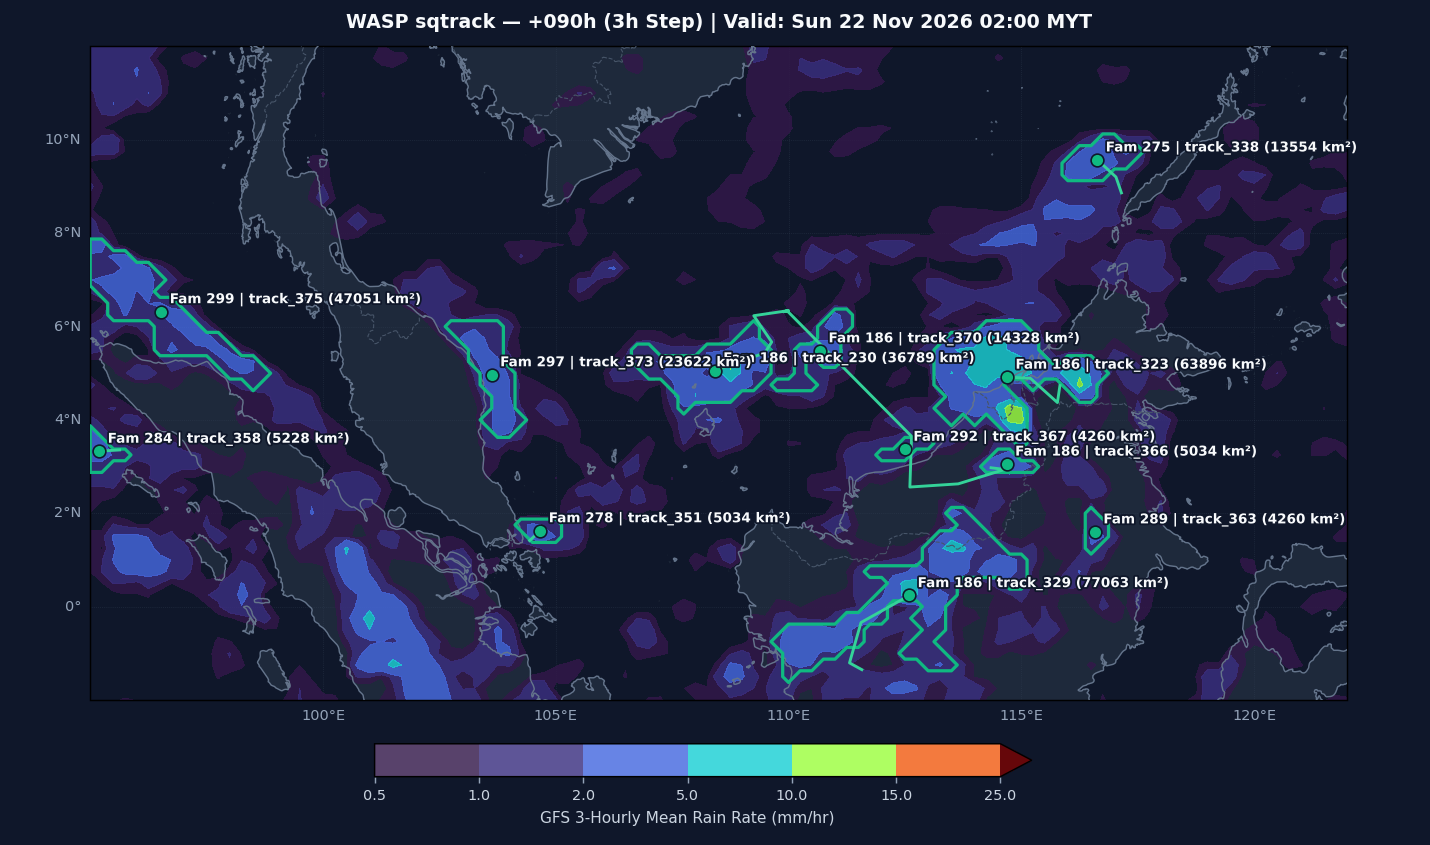 WASP sqtrack — +090h (3h Step) | Valid: Sun 22 Nov 2026 02:00 MYT
10°N
Fam 275 | track_338 (13554 km²)
8°N
Fam 299 | track_375 (47051 km²)
6°N
Fam 186 | track_370 (14328 km²)
Fam 186 | track_230 (36789 km²)
Fam 297 | track_373 (23622 km²)
Fam 186 | track_323 (63896 km²)
4°N
Fam 284 | track_358 (5228 km²)
Fam 292 | track_367 (4260 km²)
Fam 186 | track_366 (5034 km²)
2°N
Fam 278 | track_351 (5034 km²)
Fam 289 | track_363 (4260 km²)
Fam 186 | track_329 (77063 km²)
0°
100°E 105°E 110°E 115°E 120°E
0.5 1.0 2.0 5.0 10.0 15.0 25.0
GFS 3-Hourly Mean Rain Rate (mm/hr)